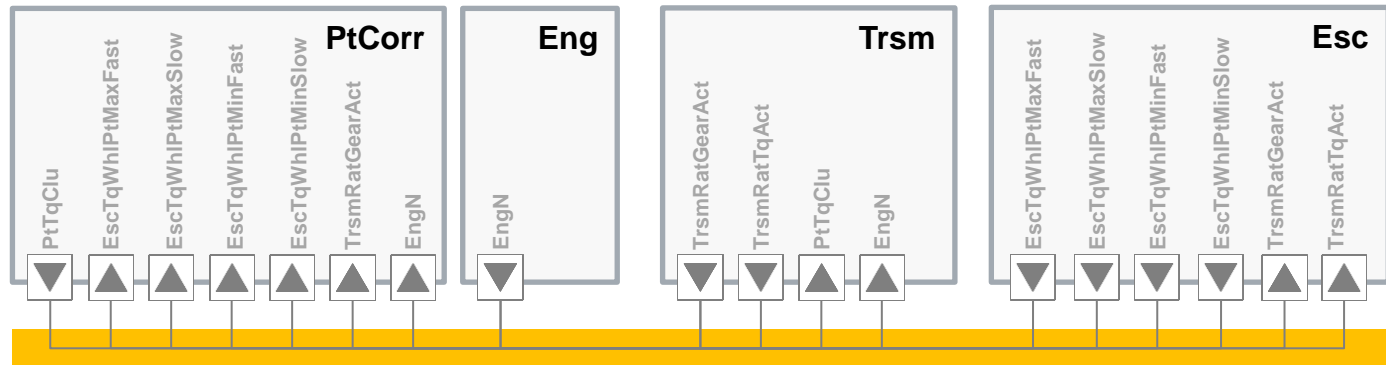 PtCorr
PtTqClu
EscTqWhlPtMaxFast
EscTqWhlPtMaxSlow
EscTqWhlPtMinFast
EscTqWhlPtMinSlow
TrsmRatGearAct
EngN
Eng
EngN
Trsm
TrsmRatGearAct
TrsmRatTqAct
PtTqClu
EngN
Esc
EscTqWhlPtMaxFast
EscTqWhlPtMaxSlow
EscTqWhlPtMinFast
EscTqWhlPtMinSlow
TrsmRatGearAct
TrsmRatTqAct